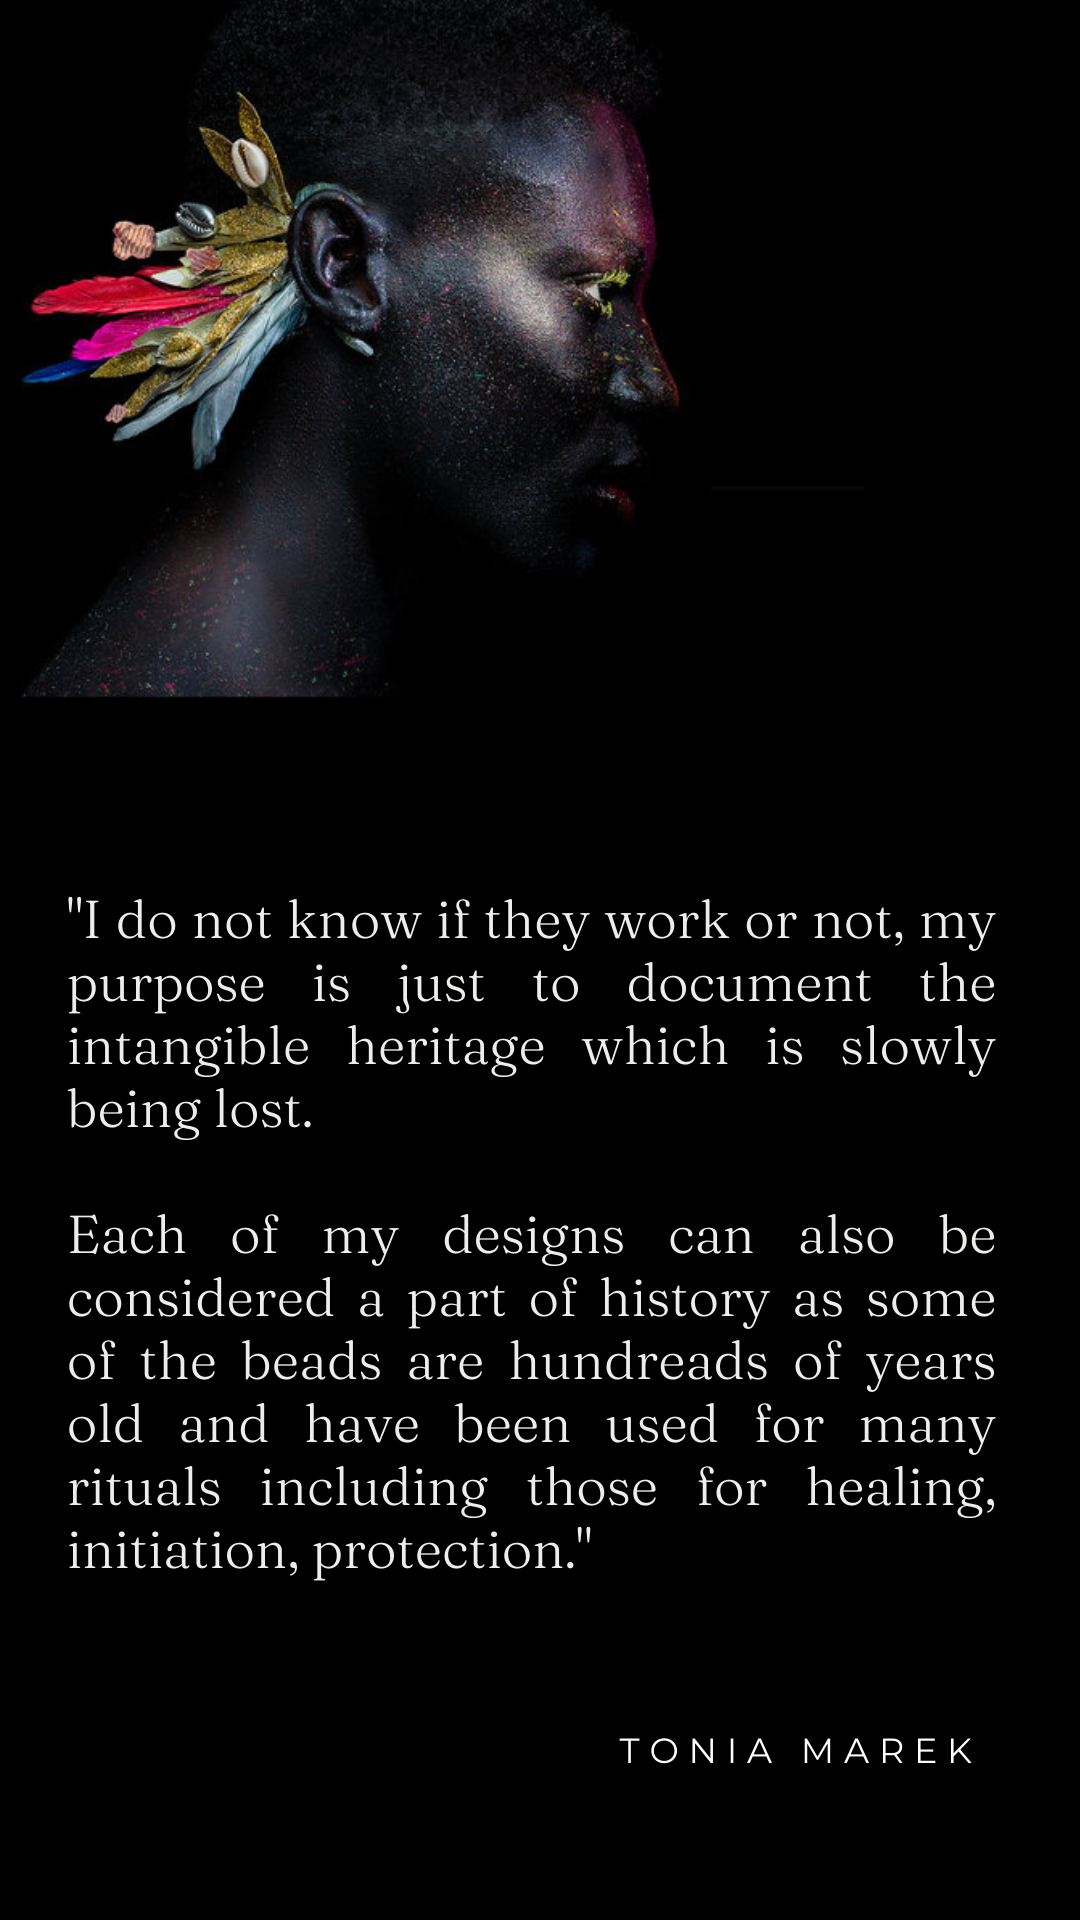 "I do not know if they work or not, my
purpose is just to document the
intangible heritage which is slowly
being lost.
Each of my designs can also be
considered a part of history as some
of the beads are hundreads of years
old and have been used for many
rituals including those for healing,
initiation, protection."
TONIA MAREK